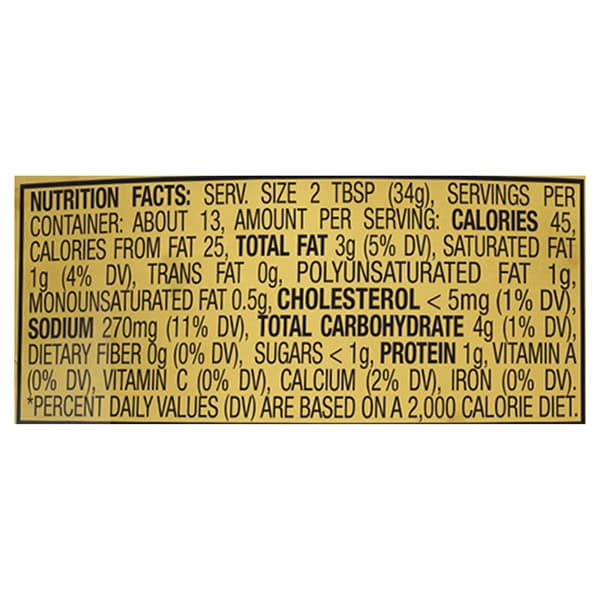 NUTRITION FACTS: SERV. SIZE 2 TBSP (34g), SERVINGS PER
CONTAINER: ABOUT 13, AMOUNT PER SERVING: CALORIES 45,
CALORIES FROM FAT 25, TOTAL FAT 3g (5% DV), SATURATED FAT
1g (4% DV), TRANS FAT 0g, POLYUNSATURATED FAT 1g,
MONOUNSATURATED FAT 0.5g, CHOLESTEROL < 5mg (1% DV),
SODIUM 270mg (11% DV), TOTAL CARBOHYDRATE 4g (1% DV),
DIETARY FIBER 0g (0% DV), SUGARS < 1g, PROTEIN 1g, VITAMIN A
(0% DV), VITAMIN C (0% DV), CALCIUM (2% DV), IRON (0% DV).
*PERCENT DAILY VALUES (DV) ARE BASED ON A 2,000 CALORIE DIET.